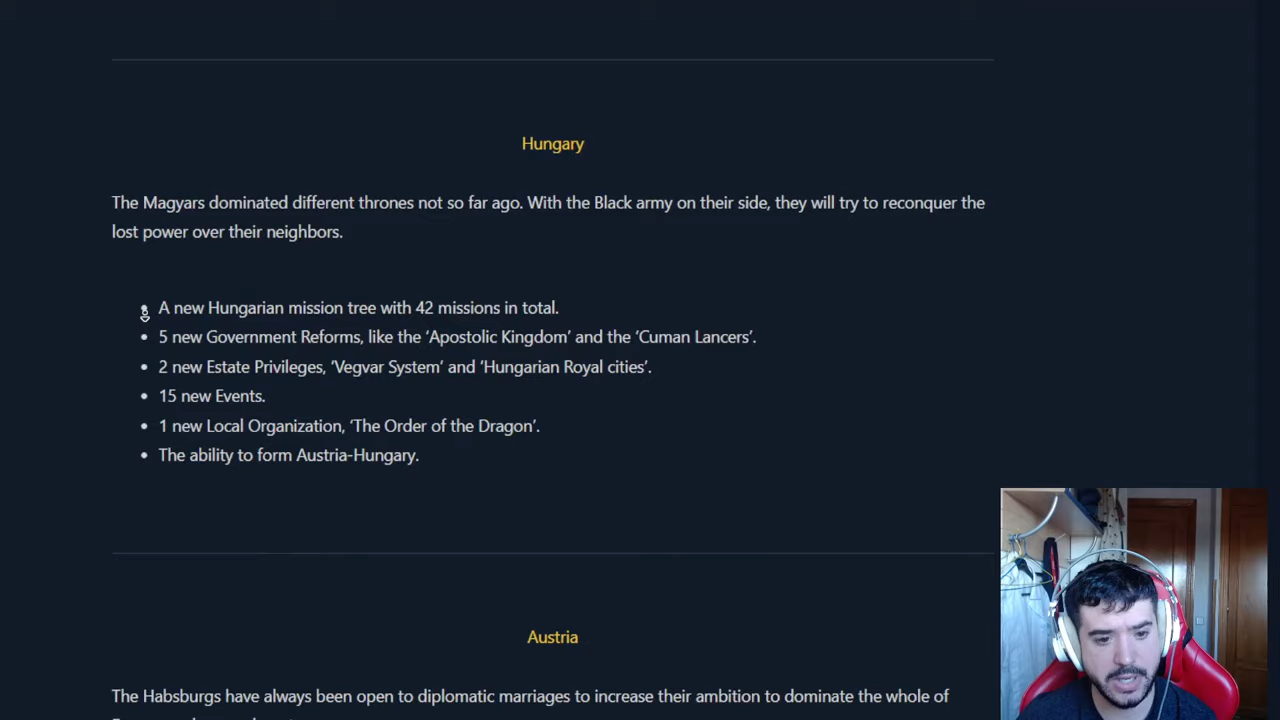 Hungary
The Magyars dominated different thrones not so far ago. With the Black army on their side, they will try to reconquer the
lost power over their neighbors.
A new Hungarian mission tree with 42 missions in total.
5 new Government Reforms, like the ‘Apostolic Kingdom’ and the ‘Cuman Lancers’.
2 new Estate Privileges, ‘Vegvar System‘ and ‘Hungarian Royal cities’.
15 new Events.
1 new Local Organization, ‘The Order of the Dragon’.
The ability to form Austria-Hungary.
Austria
The Habsburgs have always been open to diplomatic marriages to increase their ambition to dominate the whole of